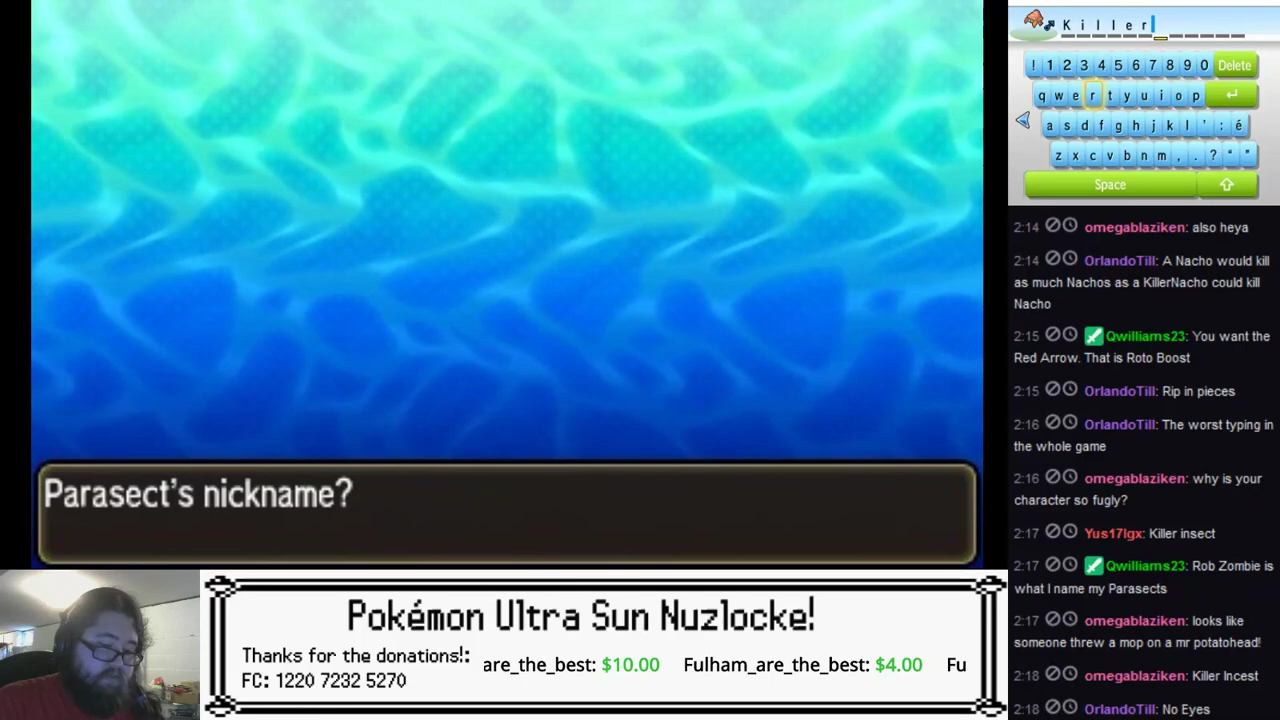 Killer
! 1 2 3 4 5 6 7 8 9 0 Delete
q w e r t y u i o p
a s d f g h j k l ' : é
z x c v b n m , . ? “ ”
Space
2:14 omegablaziken: also heya
2:14 OrlandoTill: A Nacho would kill
as much Nachos as a KillerNacho could kill
Nacho
2:15 Qwilliams23: You want the
Red Arrow. That is Roto Boost
2:15 OrlandoTill: Rip in pieces
2:16 OrlandoTill: The worst typing in
the whole game
2:16 omegablaziken: why is your
character so fugly?
2:17 Yus17lgx: Killer insect
2:17 Qwilliams23: Rob Zombie is
what I name my Parasects
2:17 omegablaziken: looks like
someone threw a mop on a mr potatohead!
2:18 omegablaziken: Killer Incest
2:18 OrlandoTill: No Eyes
Parasect's nickname?
Pokémon Ultra Sun Nuzlocke!
Thanks for the donations!: are_the_best: $10.00 Fulham_are_the_best: $4.00 Fu
FC: 1220 7232 5270